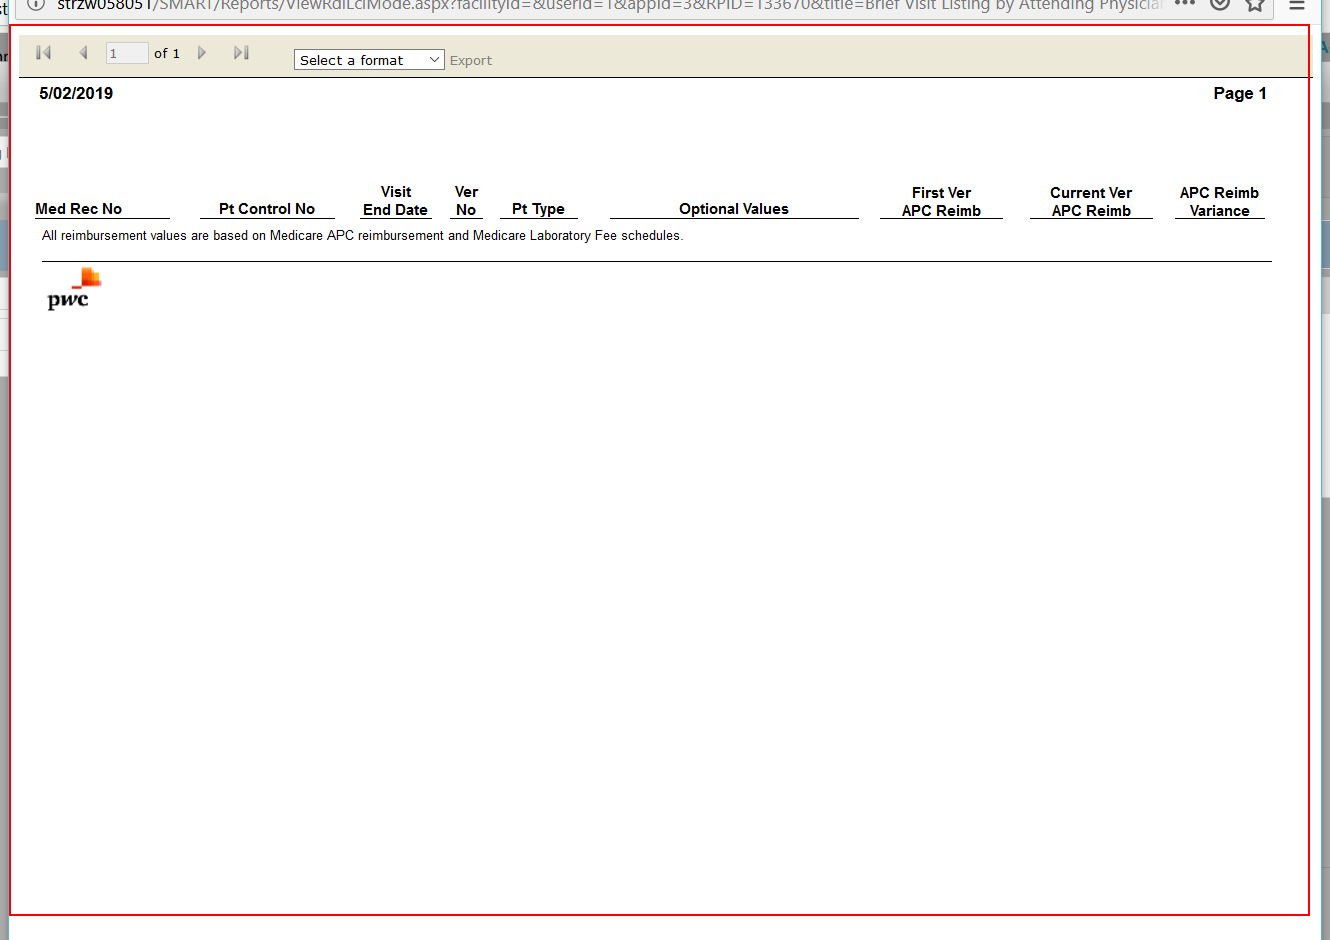 strzw058051/SMART/Reports/ViewRdlLclMode.aspx?facilityid=&userid=1&appid=3&RPID=133670&title=Brief Visit Listing by Attending Physicia
1 of 1 Select a format Export
5/02/2019 Page 1
Visit Ver First Ver Current Ver APC Reimb
Med Rec No Pt Control No End Date No Pt Type Optional Values APC Reimb APC Reimb Variance
All reimbursement values are based on Medicare APC reimbursement and Medicare Laboratory Fee schedules.
pwc